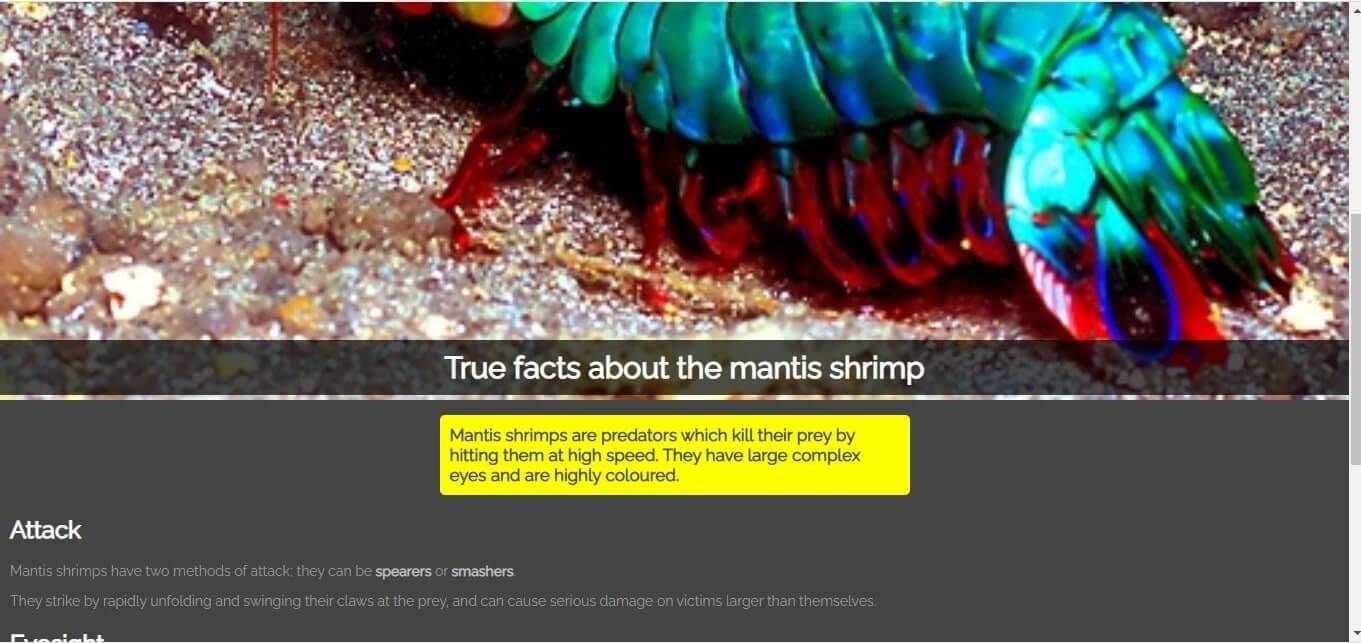 True facts about the mantis shrimp
Mantis shrimps are predators which kill their prey by
hitting them at high speed. They have large complex
eyes and are highly coloured.
Attack
Mantis shrimps have two methods of attack; they can be spearers or smashers.
They strike by rapidly unfolding and swinging their claws at the prey, and can cause serious damage on victims larger than themselves.
Eyesight